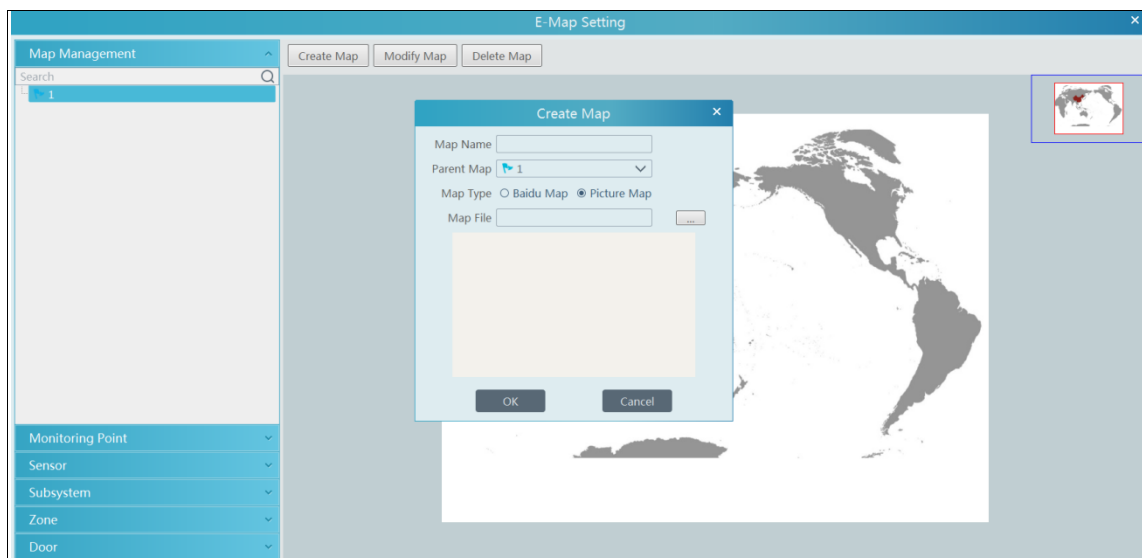 E-Map Setting
Map Management
Create Map Modify Map Delete Map
Search
1
Create Map
Map Name
Parent Map 1
Map Type Baidu Map Picture Map
Map File ...
OK Cancel
Monitoring Point
Sensor
Subsystem
Zone
Door